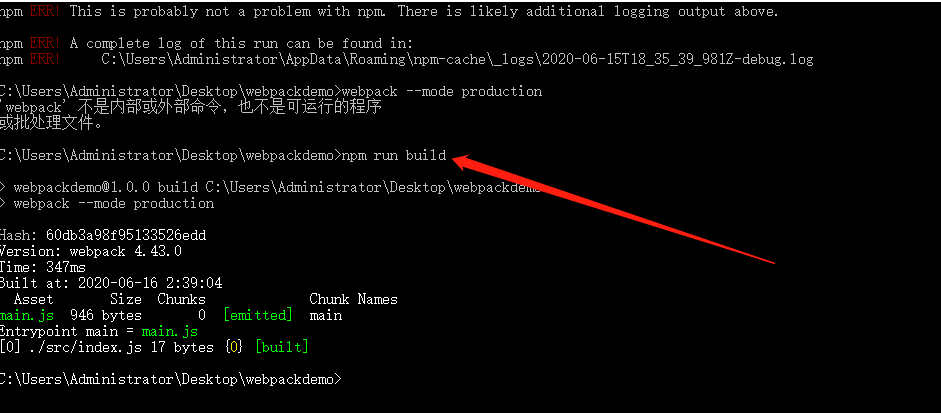 npm ERR! This is probably not a problem with npm. There is likely additional logging output above.
npm ERR! A complete log of this run can be found in:
npm ERR!     C:\Users\Administrator\AppData\Roaming\npm-cache\_logs\2020-06-15T18_35_39_981Z-debug.log
C:\Users\Administrator\Desktop\webpackdemo>webpack --mode production
'webpack' 不是内部或外部命令，也不是可运行的程序
或批处理文件。
C:\Users\Administrator\Desktop\webpackdemo>npm run build
> webpackdemo@1.0.0 build C:\Users\Administrator\Desktop\webpackdemo
> webpack --mode production
Hash: 60db3a98f95133526edd
Version: webpack 4.43.0
Time: 347ms
Built at: 2020-06-16 2:39:04
Asset Size Chunks Chunk Names
main.js 946 bytes 0 [emitted] main
Entrypoint main = main.js
[0] ./src/index.js 17 bytes {0} [built]
C:\Users\Administrator\Desktop\webpackdemo>